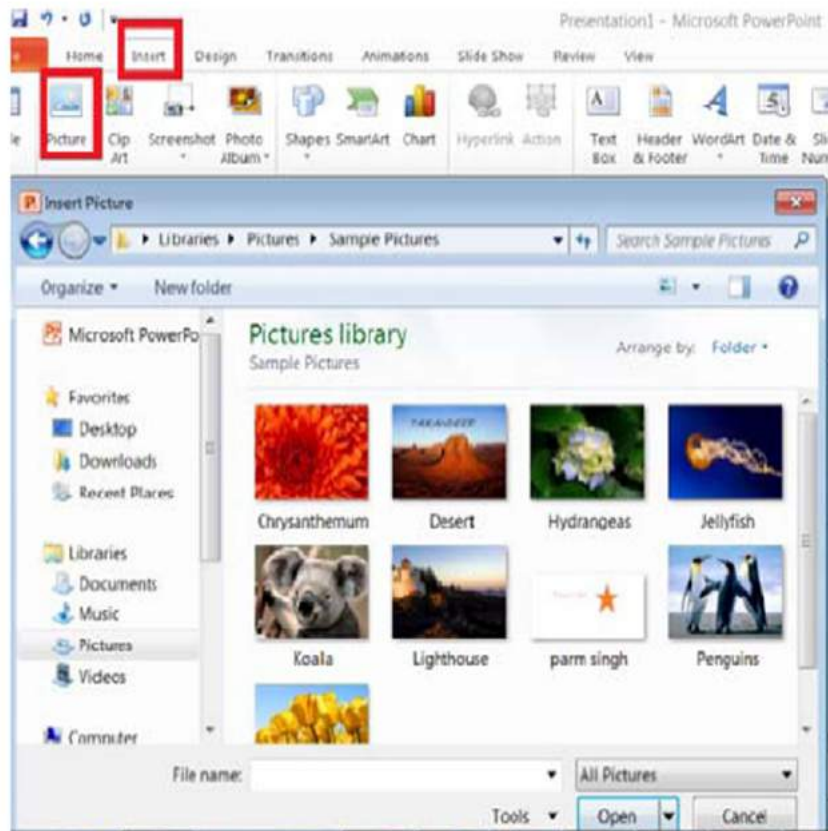 Presentation1 - Microsoft PowerPoint
Home Insert Design Transitions Animations Slide Show Review View
Picture Clip Art Screenshot Photo Album Shapes SmartArt Chart Hyperlink Action Text Box Header & Footer WordArt Date & Time
Insert Picture
Libraries Pictures Sample Pictures Search Sample Pictures
Organize New folder
Microsoft PowerPo
Pictures library
Sample Pictures
Arrange by: Folder
Favorites
Desktop
Downloads
Recent Places
Libraries
Documents
Music
Pictures
Videos
Computer
Chrysanthemum Desert Hydrangeas Jellyfish
Koala Lighthouse parm singh Penguins
File name: All Pictures
Tools Open Cancel